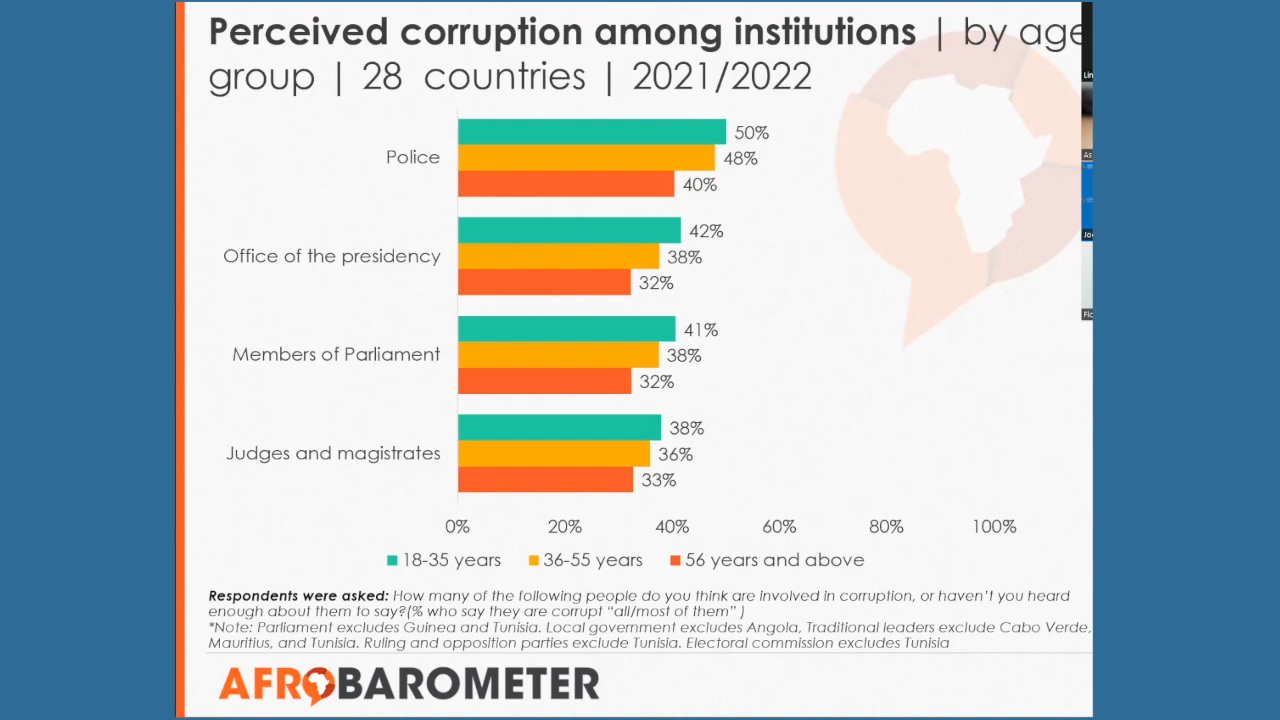 Perceived corruption among institutions | by age
group | 28 countries | 2021/2022
Police
50%
48%
40%
Office of the presidency
42%
38%
32%
Members of Parliament
41%
38%
32%
Judges and magistrates
38%
36%
33%
0% 20% 40% 60% 80% 100%
18-35 years 36-55 years 56 years and above
Respondents were asked: How many of the following people do you think are involved in corruption, or haven't you heard
enough about them to say?(% who say they are corrupt "all/most of them" )
*Note: Parliament excludes Guinea and Tunisia. Local government excludes Angola, Traditional leaders exclude Cabo Verde,
Mauritius, and Tunisia. Ruling and opposition parties exclude Tunisia. Electoral commission excludes Tunisia
AFROBAROMETER